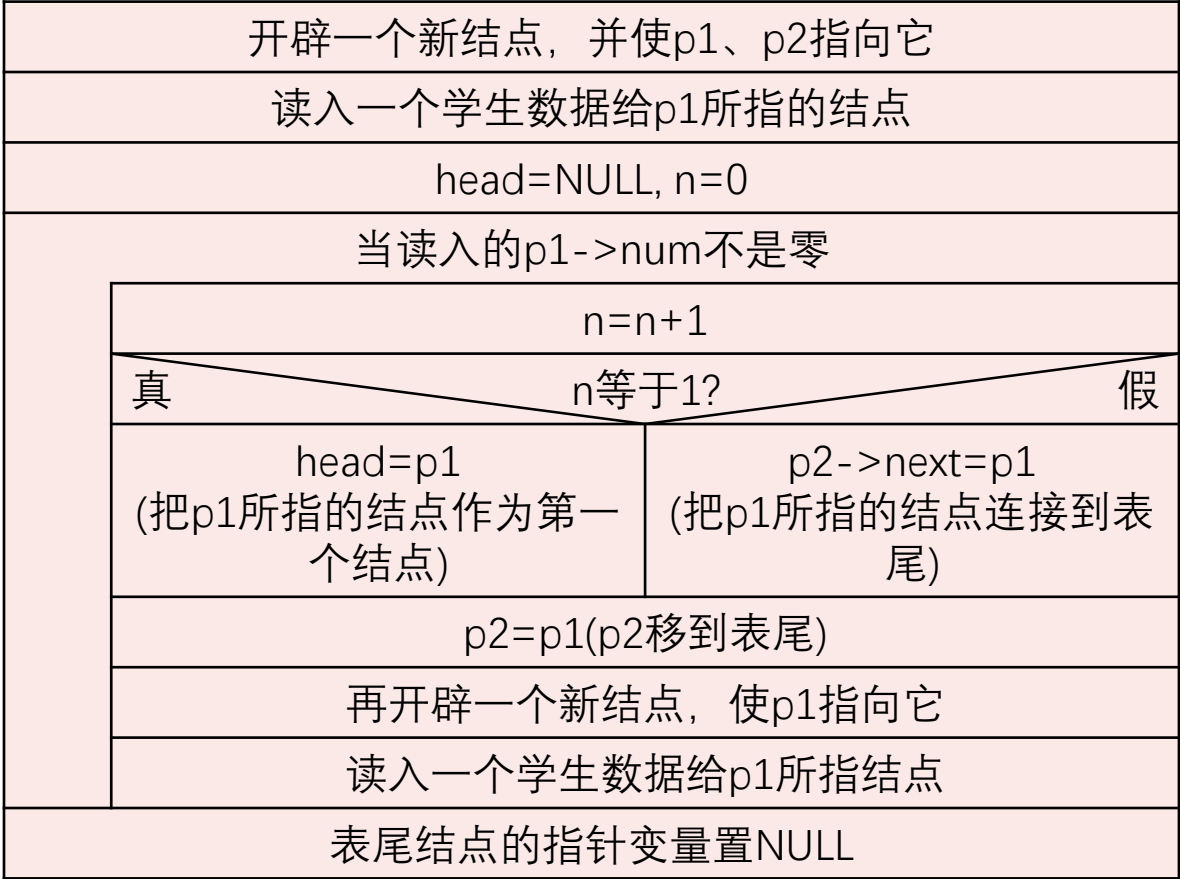 开辟一个新结点，并使p1、p2指向它
读入一个学生数据给p1所指的结点
head=NULL, n=0
当读入的p1->num不是零
n=n+1
真
n等于1?
假
head=p1
(把p1所指的结点作为第一
个结点)
p2->next=p1
(把p1所指的结点连接到表
尾)
p2=p1(p2移到表尾)
再开辟一个新结点，使p1指向它
读入一个学生数据给p1所指结点
表尾结点的指针变量置NULL